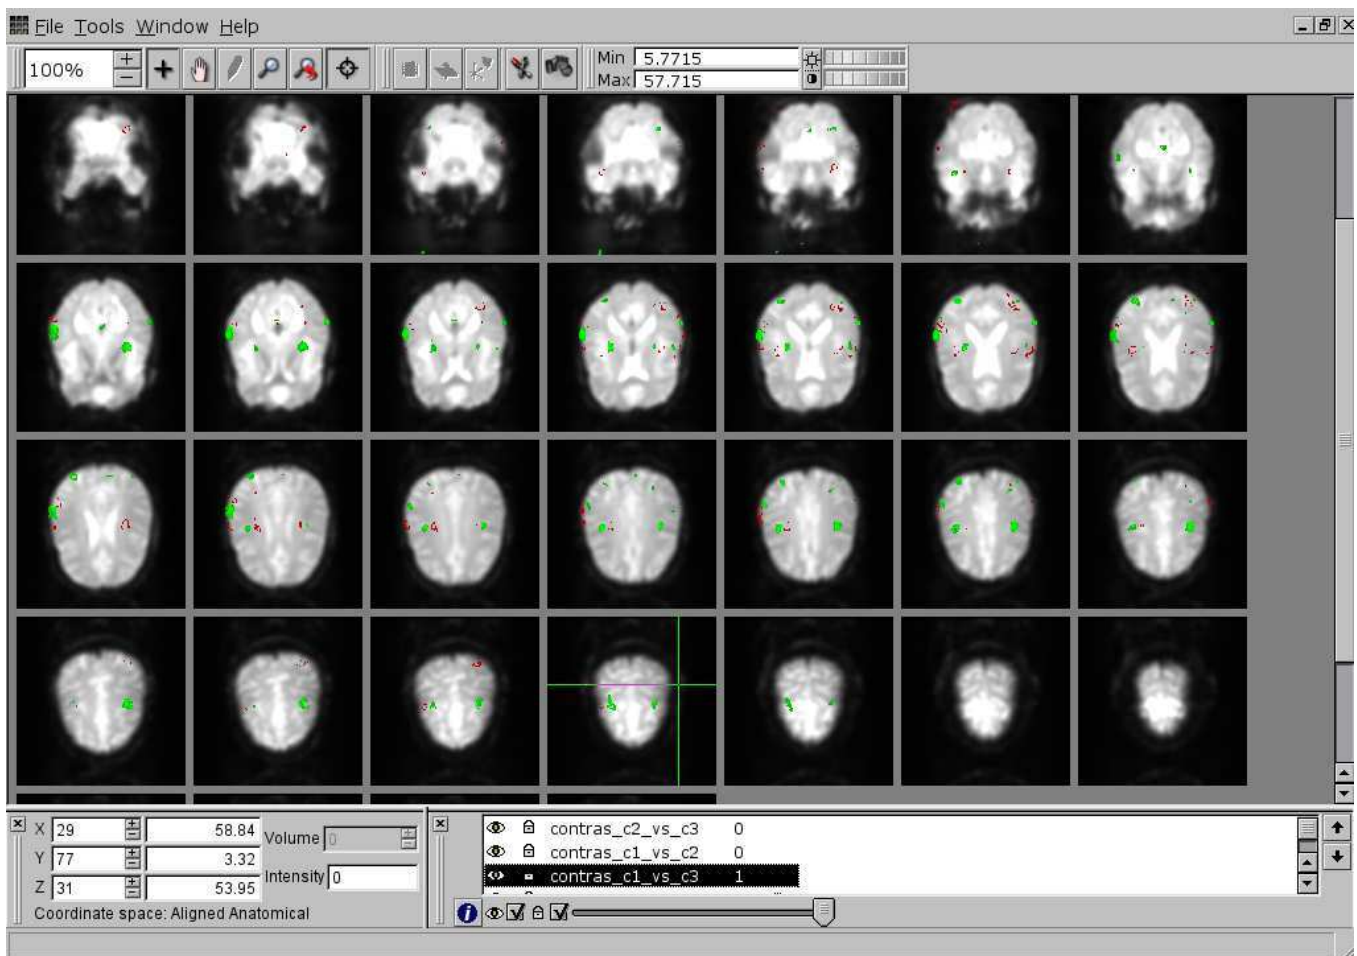 File Tools Window Help
100%
Min 5.7715
Max 57.715
X 29 58.84
Y 77 3.32
Z 31 53.95
Volume 0
Intensity 0
Coordinate space: Aligned Anatomical
contras_c2_vs_c3 0
contras_c1_vs_c2 0
contras_c1_vs_c3 1